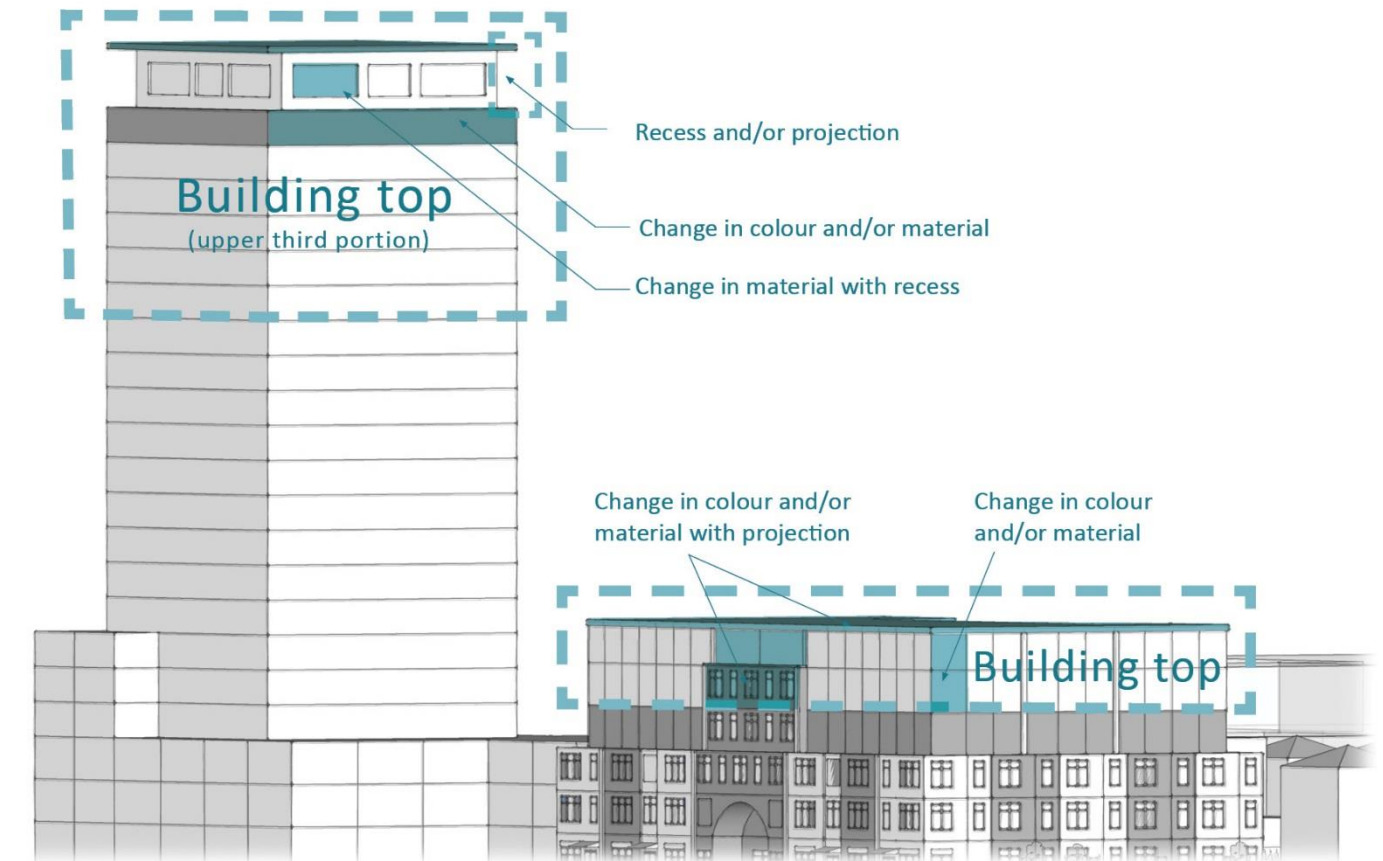 Recess and/or projection
Building top
(upper third portion)
Change in colour and/or material
Change in material with recess
Change in colour and/or
material with projection
Change in colour
and/or material
Building top